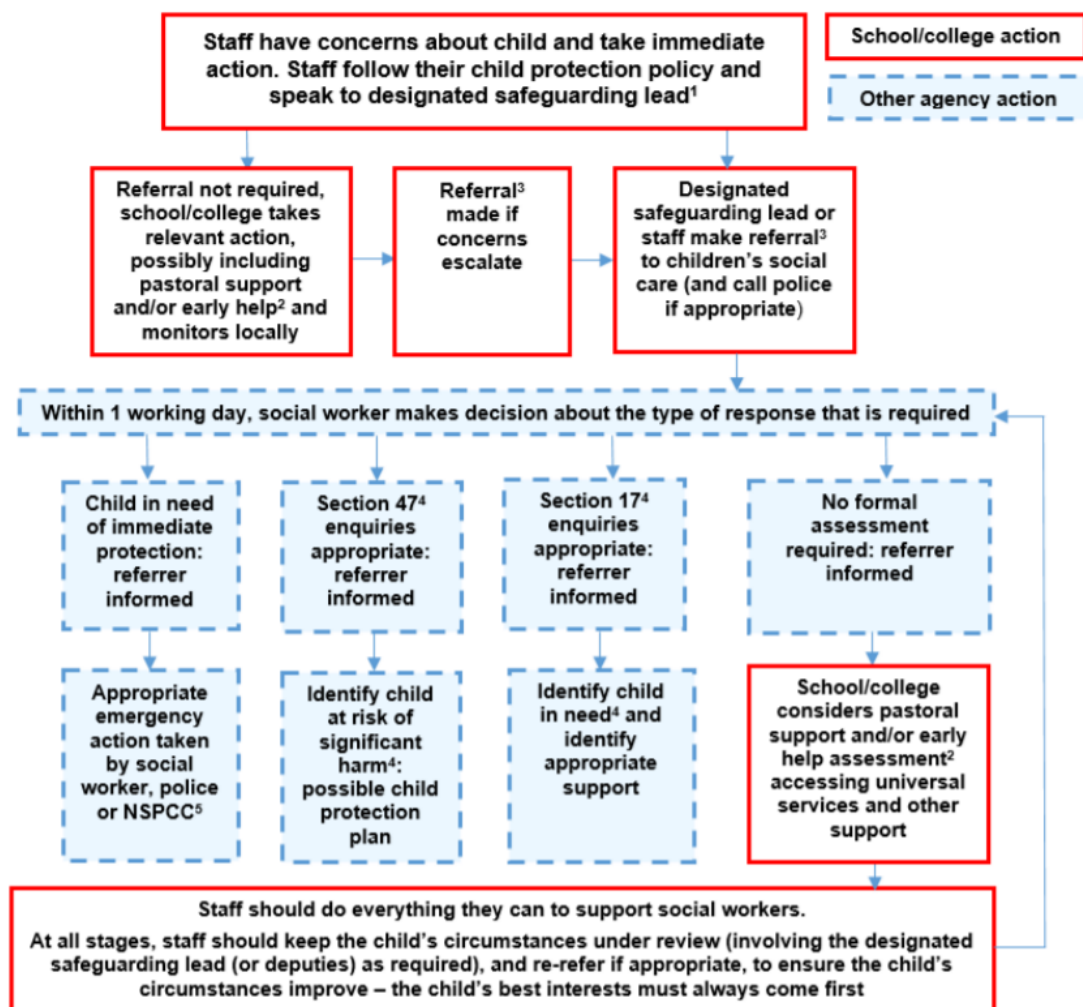 Staff have concerns about child and take immediate
action. Staff follow their child protection policy and
speak to designated safeguarding lead¹
School/college action
Other agency action
Referral not required,
school/college takes
relevant action,
possibly including
pastoral support
and/or early help² and
monitors locally
Referral³
made if
concerns
escalate
Designated
safeguarding lead or
staff make referral³
to children’s social
care (and call police
if appropriate)
Within 1 working day, social worker makes decision about the type of response that is required
Child in need
of immediate
protection:
referrer
informed
Section 47⁴
enquiries
appropriate:
referrer
informed
Section 17⁴
enquiries
appropriate:
referrer
informed
No formal
assessment
required: referrer
informed
Appropriate
emergency
action taken
by social
worker, police
or NSPCC⁵
Identify child
at risk of
significant
harm⁴:
possible child
protection
plan
Identify child
in need⁴ and
identify
appropriate
support
School/college
considers pastoral
support and/or early
help assessment²
accessing universal
services and other
support
Staff should do everything they can to support social workers.
At all stages, staff should keep the child’s circumstances under review (involving the designated
safeguarding lead (or deputies) as required), and re-refer if appropriate, to ensure the child’s
circumstances improve – the child’s best interests must always come first